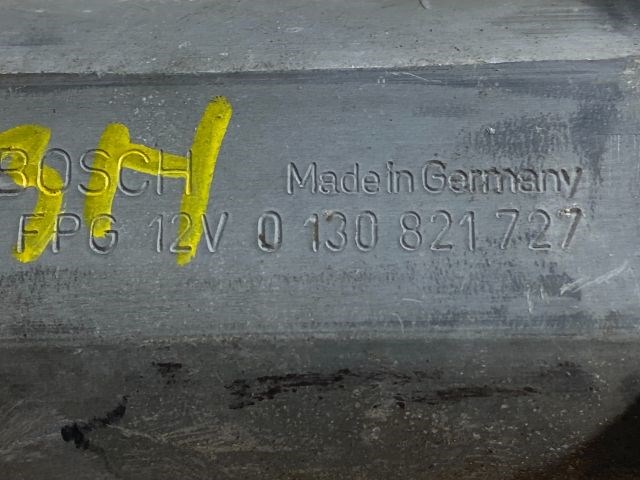 BOSCH Made in Germany
FPG 12V 0 130 821 727